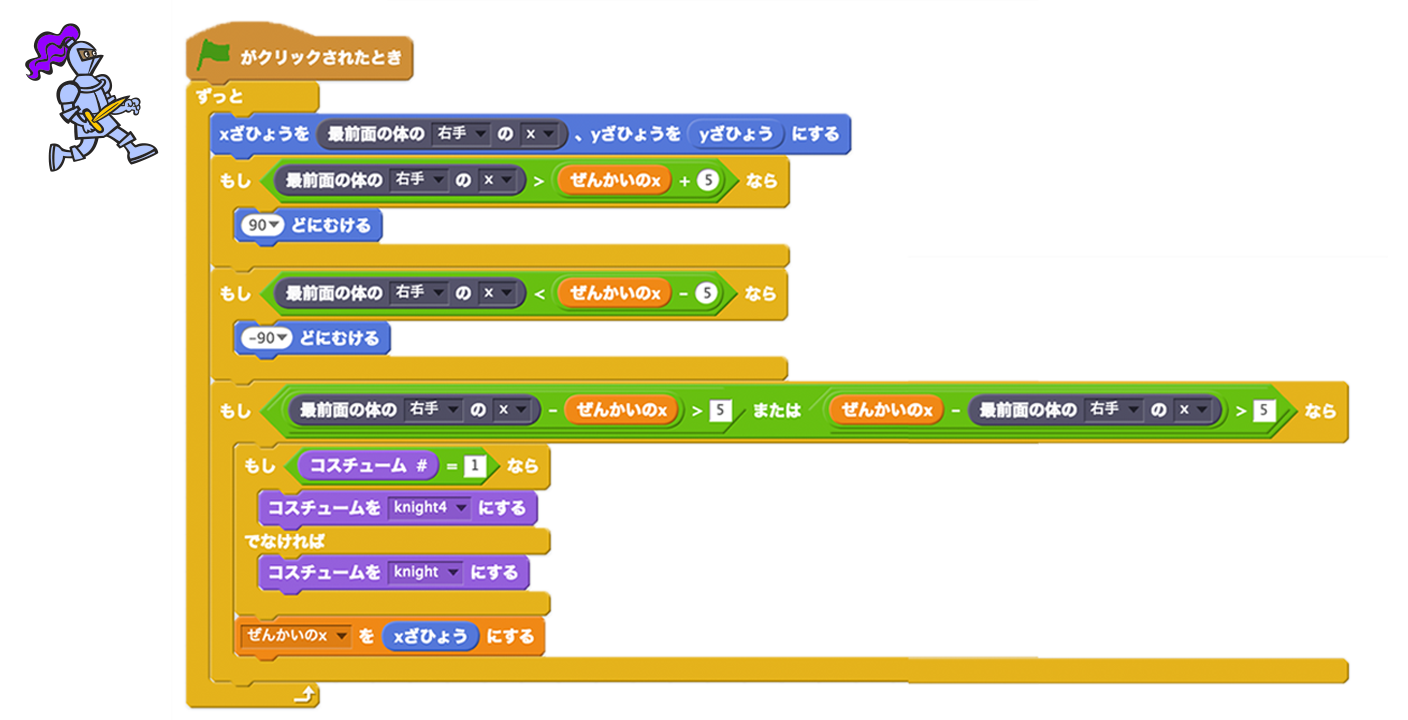 がクリックされたとき
ずっと
xざひょうを 最前面の体の 右手 の x 、yざひょうを yざひょう にする
もし 最前面の体の 右手 の x > ぜんかいのx + 5 なら
90 どにむける
もし 最前面の体の 右手 の x < ぜんかいのx - 5 なら
-90 どにむける
もし 最前面の体の 右手 の x - ぜんかいのx > 5 または ぜんかいのx - 最前面の体の 右手 の x > 5 なら
もし コスチューム # = 1 なら
コスチュームを knight4 にする
でなければ
コスチュームを knight にする
ぜんかいのx を xざひょう にする